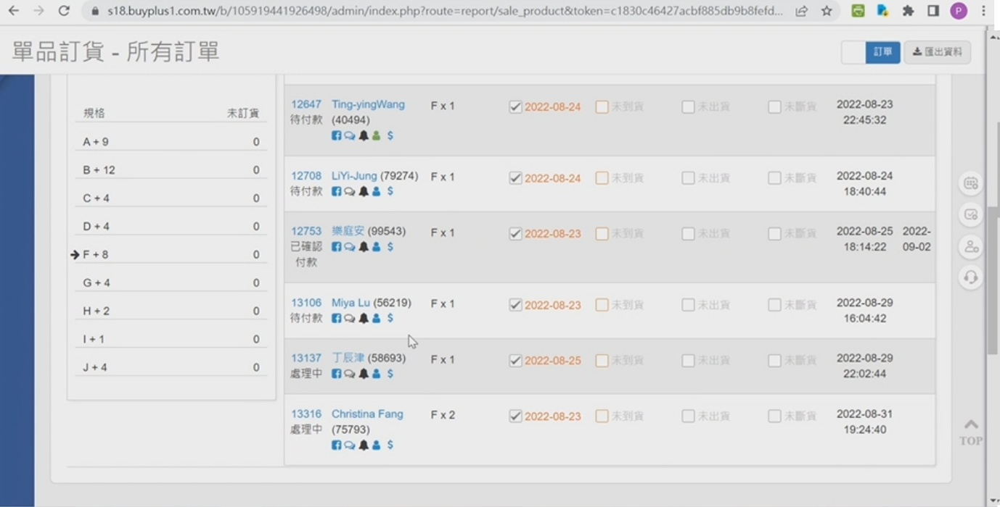 s18.buyplus1.com.tw/b/105919441926498/admin/index.php?route=report/sale_product&token=c1830c46427acbf885db9b8fefd...
P
單品訂貨 - 所有訂單
訂單
匯出資料
規格 未訂貨
A + 9 0
B + 12 0
C + 4 0
D + 4 0
F + 8 0
G + 4 0
H + 2 0
I + 1 0
J + 4 0
12647 Ting-yingWang F x 1 2022-08-24 未到貨 未出貨 未斷貨 2022-08-23
待付款 (40494) 22:45:32
12708 LiYi-Jung (79274) F x 1 2022-08-24 未到貨 未出貨 未斷貨 2022-08-24
待付款 18:40:44
12753 樂庭安 (99543) F x 1 2022-08-23 未到貨 未出貨 未斷貨 2022-08-25 2022-
已確認 18:14:22 09-02
付款
13106 Miya Lu (56219) F x 1 2022-08-23 未到貨 未出貨 未斷貨 2022-08-29
待付款 16:04:42
13137 丁辰津 (58693) F x 1 2022-08-25 未到貨 未出貨 未斷貨 2022-08-29
處理中 22:02:44
13316 Christina Fang F x 2 2022-08-23 未到貨 未出貨 未斷貨 2022-08-31
處理中 (75793) 19:24:40
TOP